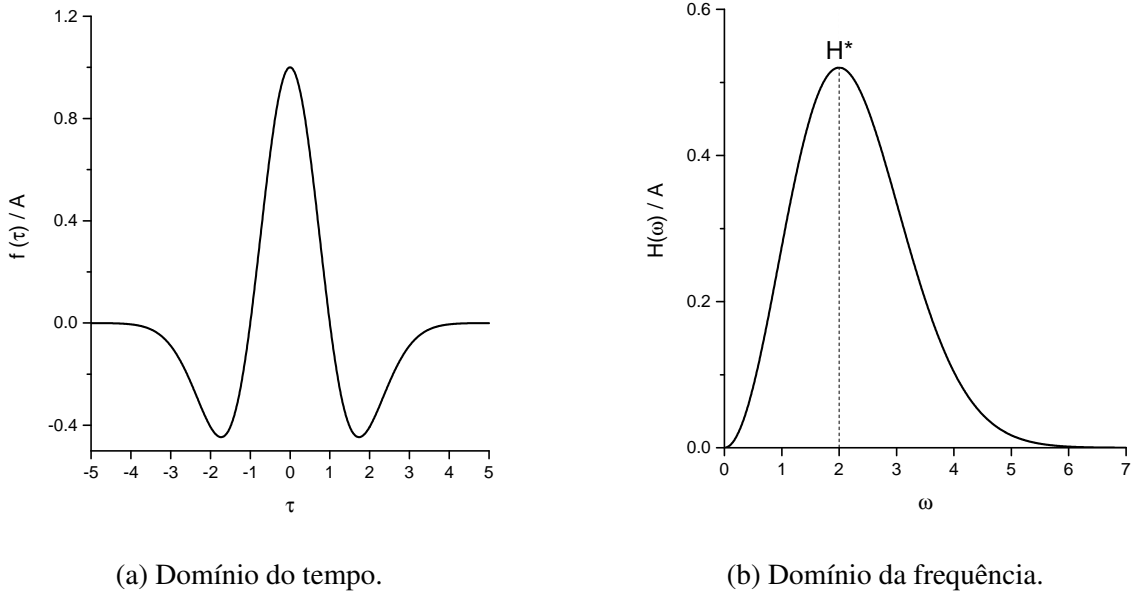 1.2
0.8
0.4
0.0
-0.4
f (τ) / A
-5 -4 -3 -2 -1 0 1 2 3 4 5
τ
(a) Domínio do tempo.
0.6
0.4
0.2
0.0
H(ω) / A
H*
0 1 2 3 4 5 6 7
ω
(b) Domínio da frequência.